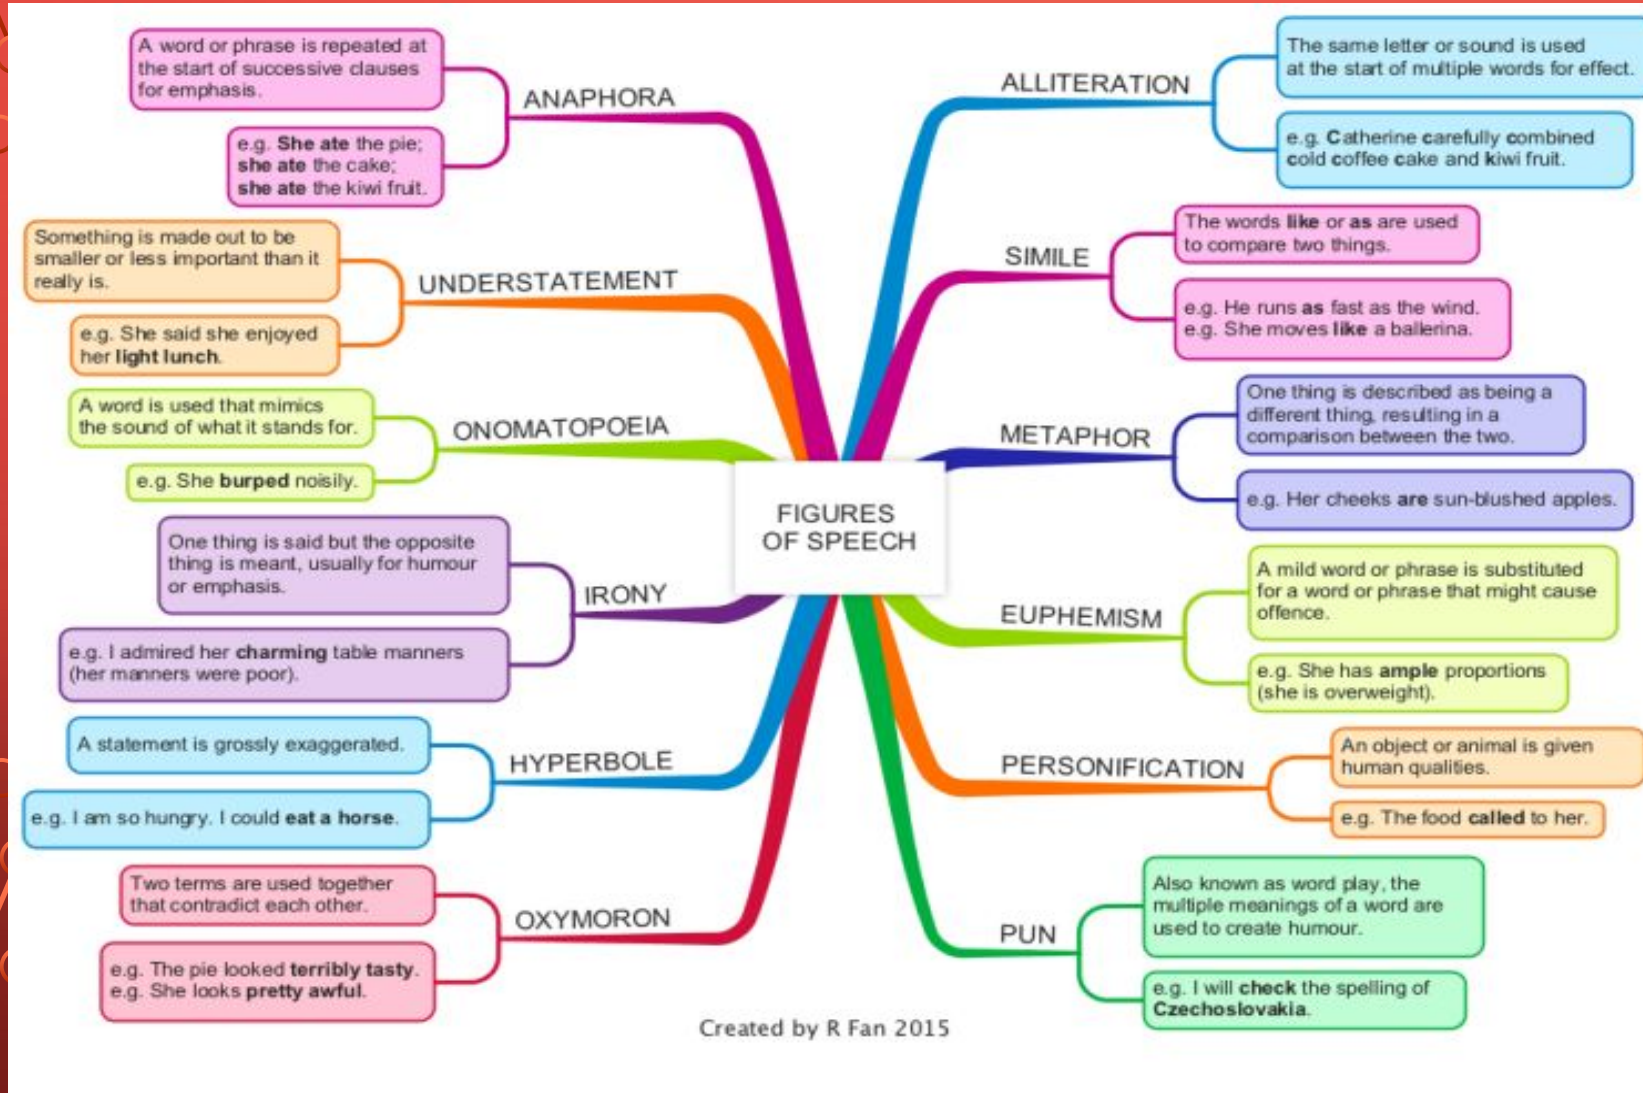 ANAPHORA
A word or phrase is repeated at
the start of successive clauses
for emphasis.
e.g. She ate the pie;
she ate the cake;
she ate the kiwi fruit.
UNDERSTATEMENT
Something is made out to be
smaller or less important than it
really is.
e.g. She said she enjoyed
her light lunch.
ONOMATOPOEIA
A word is used that mimics
the sound of what it stands for.
e.g. She burped noisily.
IRONY
One thing is said but the opposite
thing is meant, usually for humour
or emphasis.
e.g. I admired her charming table manners
(her manners were poor).
HYPERBOLE
A statement is grossly exaggerated.
e.g. I am so hungry. I could eat a horse.
OXYMORON
Two terms are used together
that contradict each other.
e.g. The pie looked terribly tasty.
e.g. She looks pretty awful.
FIGURES
OF SPEECH
ALLITERATION
The same letter or sound is used
at the start of multiple words for effect.
e.g. Catherine carefully combined
cold coffee cake and kiwi fruit.
SIMILE
The words like or as are used
to compare two things.
e.g. He runs as fast as the wind.
e.g. She moves like a ballerina.
METAPHOR
One thing is described as being a
different thing, resulting in a
comparison between the two.
e.g. Her cheeks are sun-blushed apples.
EUPHEMISM
A mild word or phrase is substituted
for a word or phrase that might cause
offence.
e.g. She has ample proportions
(she is overweight).
PERSONIFICATION
An object or animal is given
human qualities.
e.g. The food called to her.
PUN
Also known as word play, the
multiple meanings of a word are
used to create humour.
e.g. I will check the spelling of
Czechoslovakia.
Created by R Fan 2015